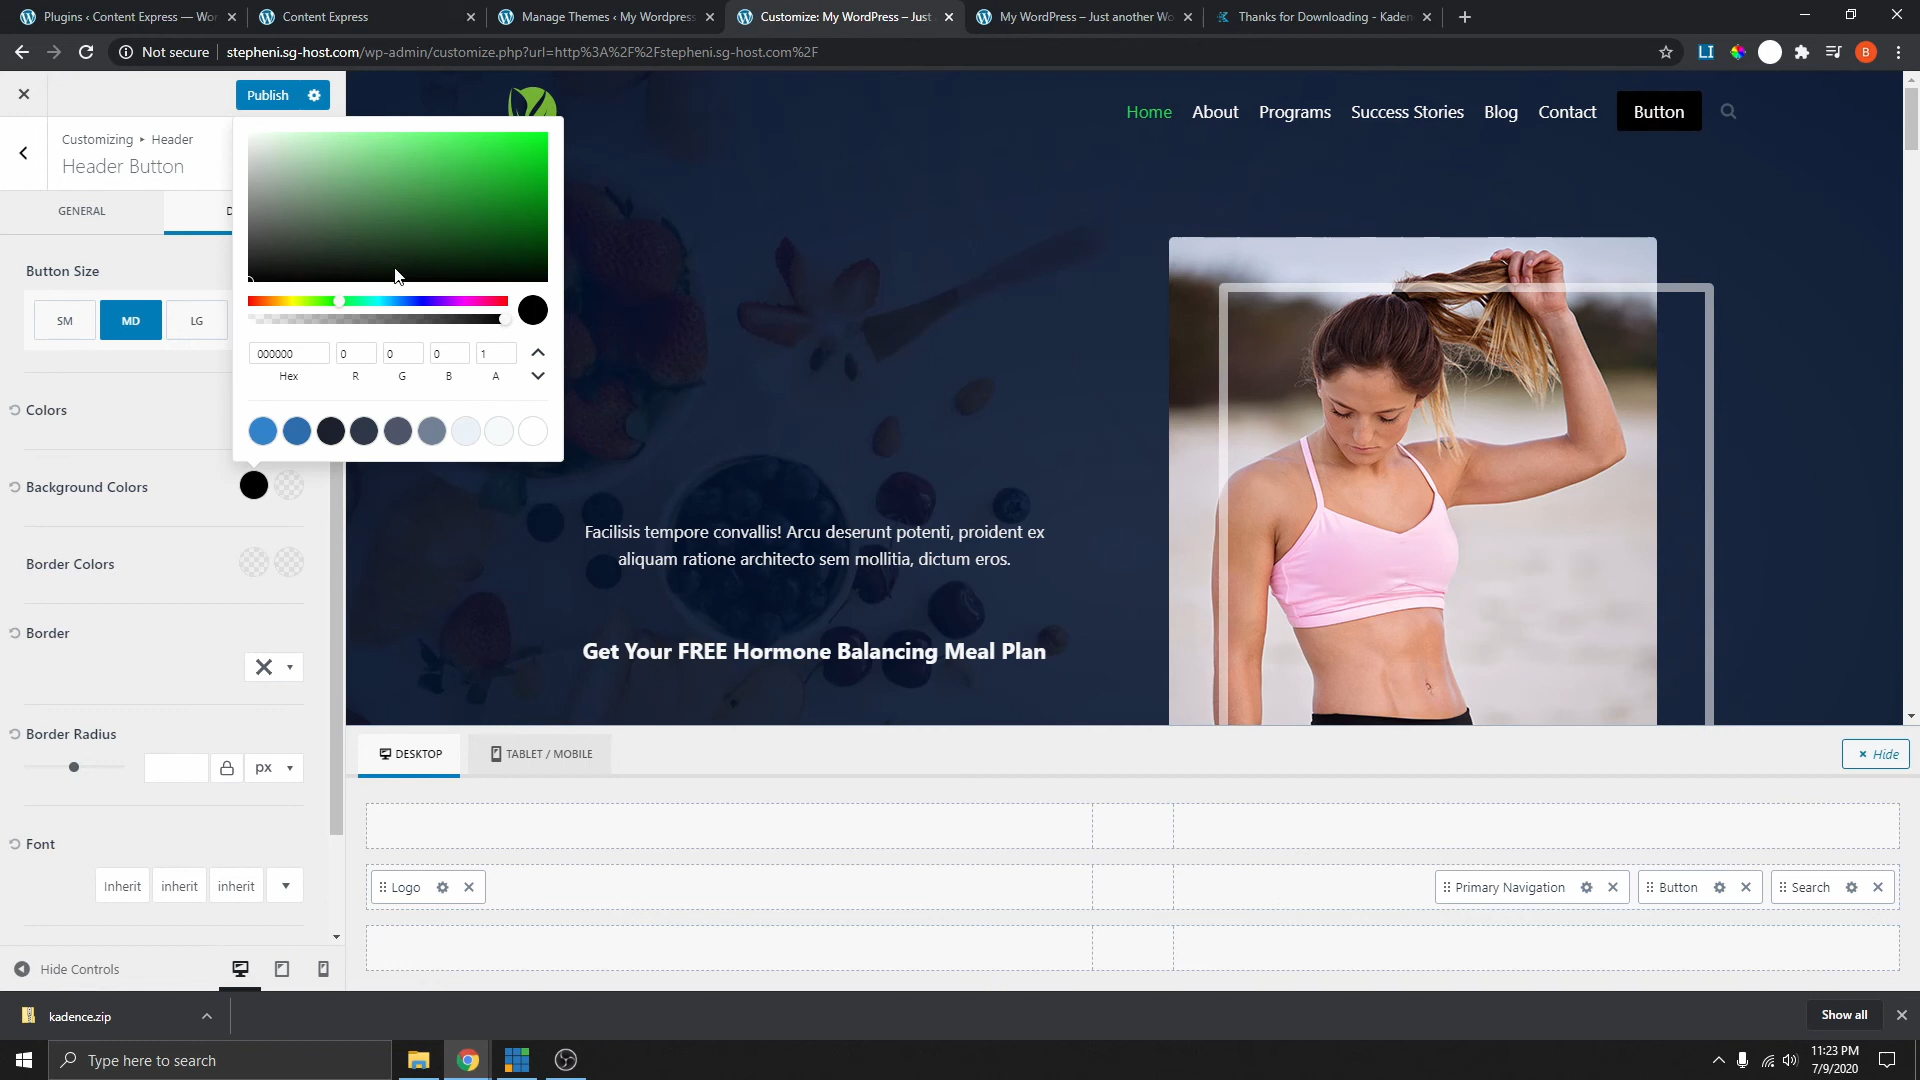 Plugins ‹ Content Express — Wor
Content Express
Manage Themes ‹ My Wordpress
Customize: My WordPress – Just
My WordPress – Just another Wo
Thanks for Downloading - Kaden
Not secure
stepheni.sg-host.com/wp-admin/customize.php?url=http%3A%2F%2Fstepheni.sg-host.com%2F
LI
B
Publish
Customizing ▸ Header
Header Button
GENERAL
D
Button Size
SM
MD
LG
000000
0
0
0
1
Hex
R
G
B
A
Colors
Background Colors
Border Colors
Border
Border Radius
px
Font
Inherit
inherit
inherit
Hide Controls
Home
About
Programs
Success Stories
Blog
Contact
Button
Facilisis tempore convallis! Arcu deserunt potenti, proident ex
aliquam ratione architecto sem mollitia, dictum eros.
Get Your FREE Hormone Balancing Meal Plan
DESKTOP
TABLET / MOBILE
× Hide
Logo
Primary Navigation
Button
Search
kadence.zip
Show all
Type here to search
11:23 PM
7/9/2020